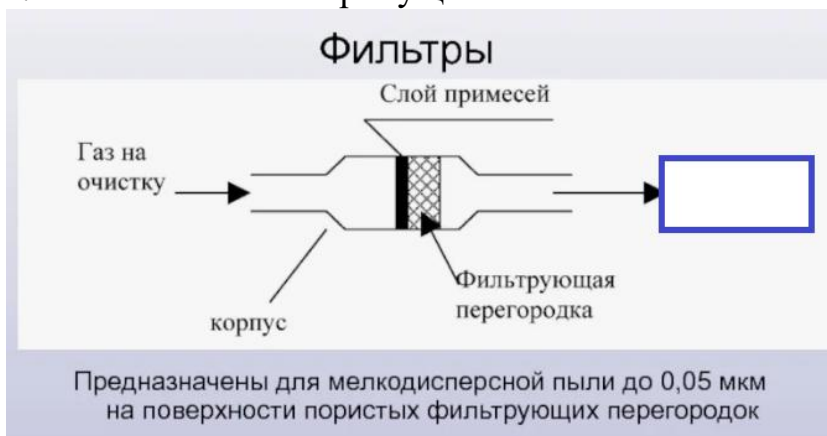 Фильтры
Слой примесей
Газ на
очистку
Фильтрующая
перегородка
корпус
Предназначены для мелкодисперсной пыли до 0,05 мкм
на поверхности пористых фильтрующих перегородок